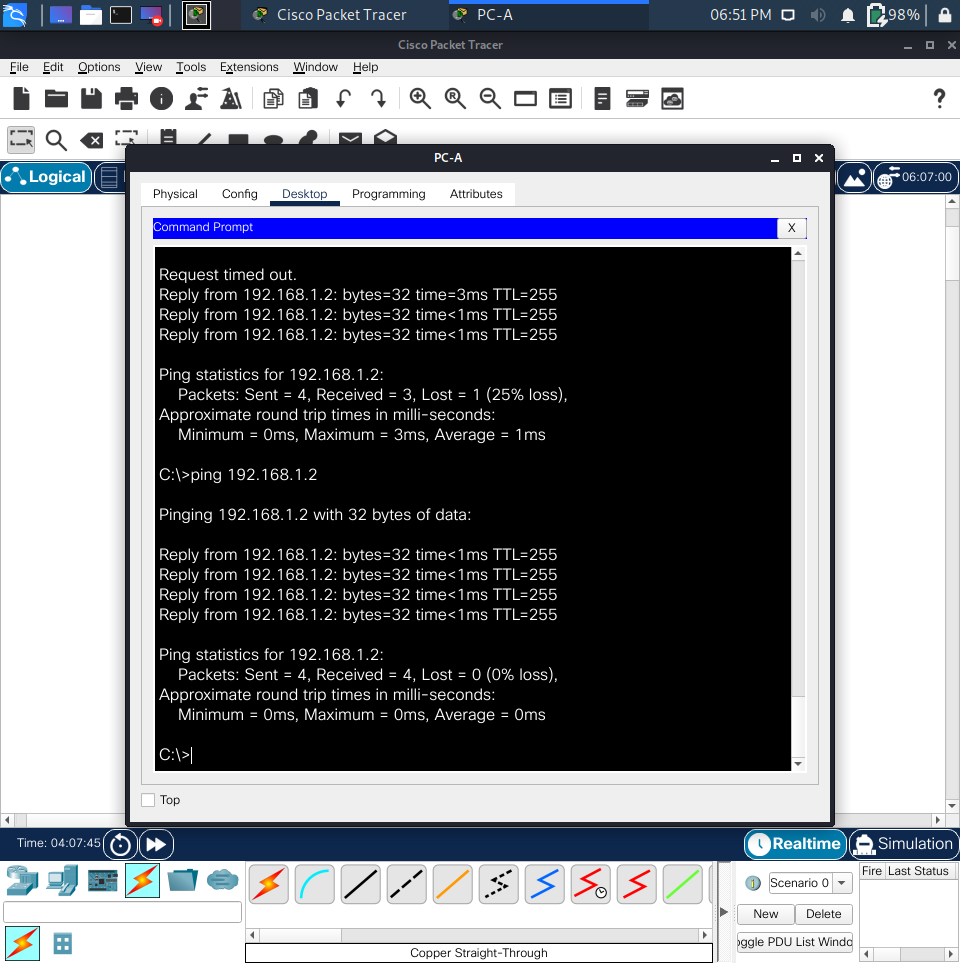 Cisco Packet Tracer
PC-A
06:51 PM
98%
Cisco Packet Tracer
File Edit Options View Tools Extensions Window Help
?
PC-A
Logical
06:07:00
Physical Config Desktop Programming Attributes
Command Prompt
X
Request timed out.
Reply from 192.168.1.2: bytes=32 time=3ms TTL=255
Reply from 192.168.1.2: bytes=32 time<1ms TTL=255
Reply from 192.168.1.2: bytes=32 time<1ms TTL=255
Ping statistics for 192.168.1.2:
Packets: Sent = 4, Received = 3, Lost = 1 (25% loss),
Approximate round trip times in milli-seconds:
Minimum = 0ms, Maximum = 3ms, Average = 1ms
C:\>ping 192.168.1.2
Pinging 192.168.1.2 with 32 bytes of data:
Reply from 192.168.1.2: bytes=32 time<1ms TTL=255
Reply from 192.168.1.2: bytes=32 time<1ms TTL=255
Reply from 192.168.1.2: bytes=32 time<1ms TTL=255
Reply from 192.168.1.2: bytes=32 time<1ms TTL=255
Ping statistics for 192.168.1.2:
Packets: Sent = 4, Received = 4, Lost = 0 (0% loss),
Approximate round trip times in milli-seconds:
Minimum = 0ms, Maximum = 0ms, Average = 0ms
C:\>
Top
Time: 04:07:45
Realtime
Simulation
Scenario 0
Fire Last Status
New Delete
oggle PDU List Windo
Copper Straight-Through